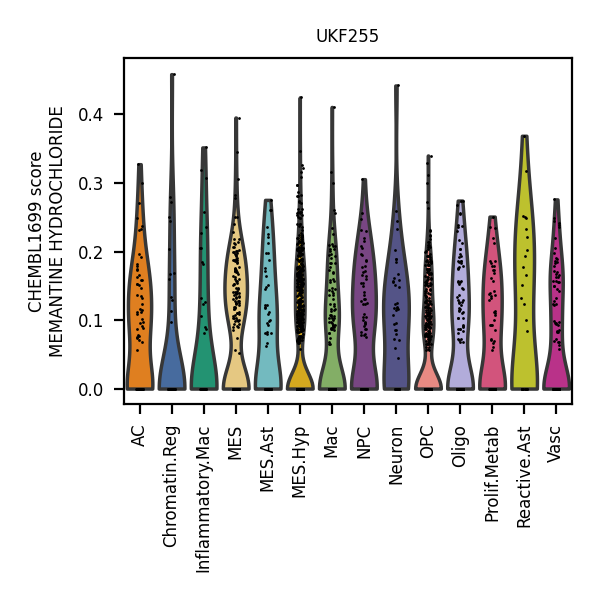 UKF255
CHEMBL1699 score
MEMANTINE HYDROCHLORIDE
0.4
0.3
0.2
0.1
0.0
AC
Chromatin.Reg
Inflammatory.Mac
MES
MES.Ast
MES.Hyp
Mac
NPC
Neuron
OPC
Oligo
Prolif.Metab
Reactive.Ast
Vasc